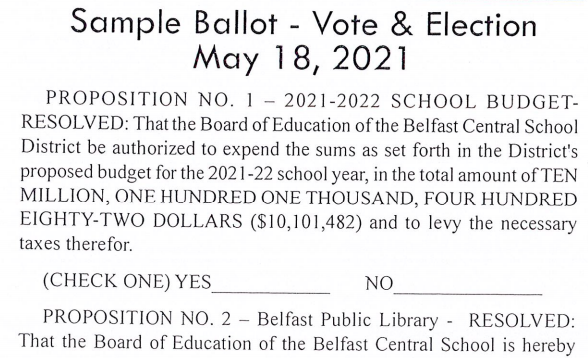 Sample Ballot - Vote & Election
May 18, 2021
PROPOSITION NO. 1 – 2021-2022 SCHOOL BUDGET-
RESOLVED: That the Board of Education of the Belfast Central School
District be authorized to expend the sums as set forth in the District's
proposed budget for the 2021-22 school year, in the total amount of TEN
MILLION, ONE HUNDRED ONE THOUSAND, FOUR HUNDRED
EIGHTY-TWO DOLLARS ($10,101,482) and to levy the necessary
taxes therefor.
(CHECK ONE) YES____________ NO________________
PROPOSITION NO. 2 – Belfast Public Library - RESOLVED:
That the Board of Education of the Belfast Central School is hereby